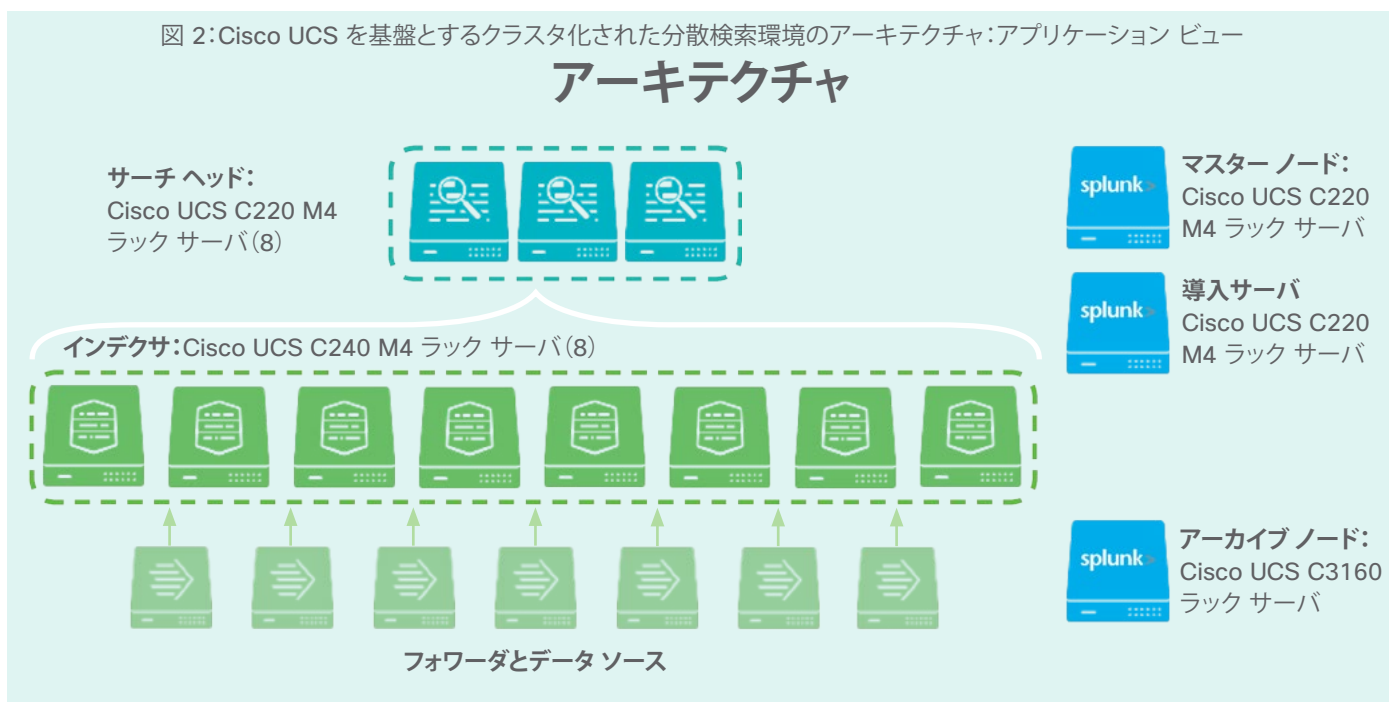 図 2:Cisco UCS を基盤とするクラスタ化された分散検索環境のアーキテクチャ:アプリケーション ビュー
アーキテクチャ
サーチ ヘッド:
Cisco UCS C220 M4
ラック サーバ(8)
splunk>
マスター ノード:
Cisco UCS C220
M4 ラック サーバ
splunk>
導入サーバ
Cisco UCS C220
M4 ラック サーバ
インデクサ:Cisco UCS C240 M4 ラック サーバ(8)
splunk>
アーカイブ ノード:
Cisco UCS C3160
ラック サーバ
フォワーダとデータ ソース